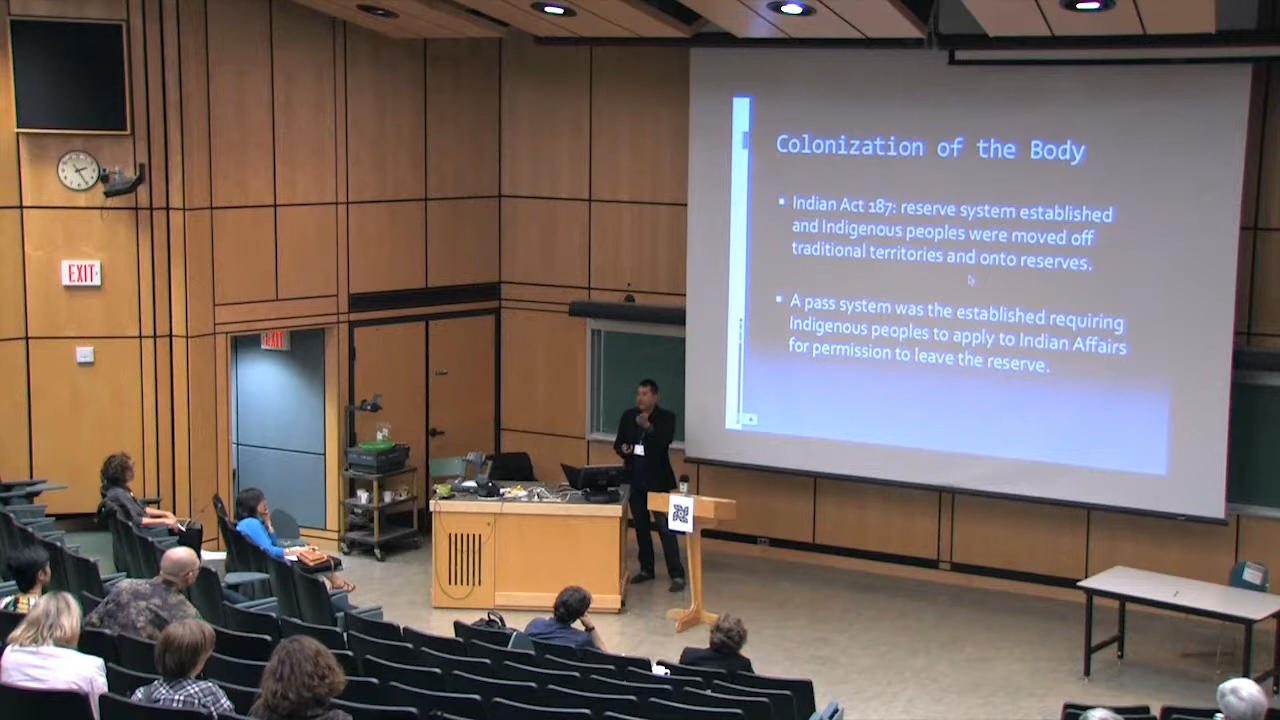 Colonization of the Body
Indian Act 187: reserve system established
and Indigenous peoples were moved off
traditional territories and onto reserves.
A pass system was the established requiring
Indigenous peoples to apply to Indian Affairs
for permission to leave the reserve.
EXIT
EXIT